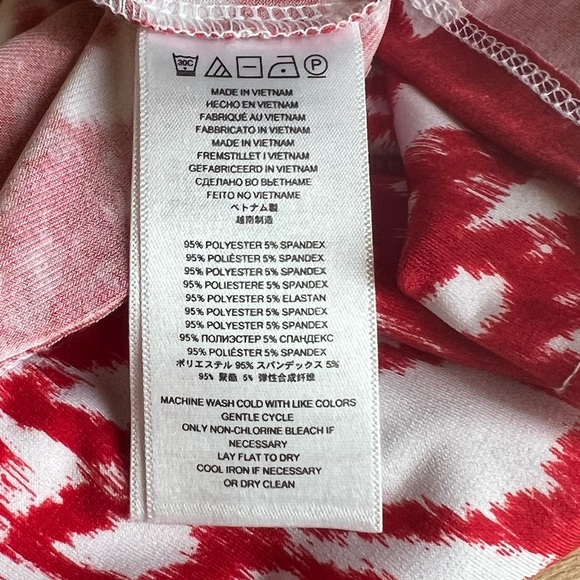 30C P
MADE IN VIETNAM
HECHO EN VIETNAM
FABRIQUÉ AU VIETNAM
FABBRICATO IN VIETNAM
MADE IN VIETNAM
FREMSTILLET I VIETNAM
GEFABRICEERD IN VIETNAM
СДЕЛАНО ВО ВЬЕТНАМЕ
FEITO NO VIETNAME
ベトナム製
越南制造
95% POLYESTER 5% SPANDEX
95% POLIÉSTER 5% SPANDEX
95% POLYESTER 5% SPANDEX
95% POLIESTERE 5% SPANDEX
95% POLYESTER 5% ELASTAN
95% POLYESTER 5% SPANDEX
95% POLYESTER 5% SPANDEX
95% ПОЛИЭСТЕР 5% СПАНДЕКС
95% POLIÉSTER 5% SPANDEX
ポリエステル 95% スパンデックス 5%
95% 聚酯 5% 弹性合成纤维
MACHINE WASH COLD WITH LIKE COLORS
GENTLE CYCLE
ONLY NON-CHLORINE BLEACH IF
NECESSARY
LAY FLAT TO DRY
COOL IRON IF NECESSARY
OR DRY CLEAN